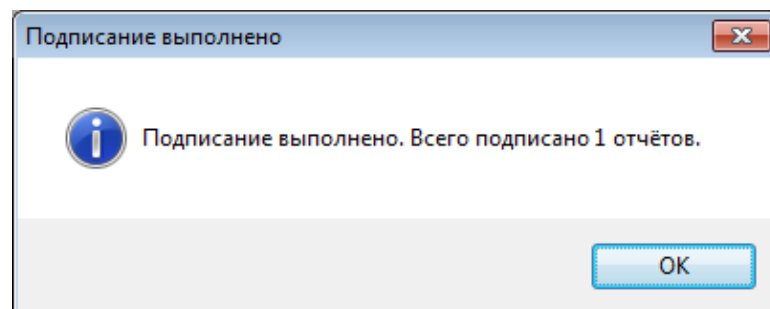 Подписание выполнено
Подписание выполнено. Всего подписано 1 отчётов.
OK